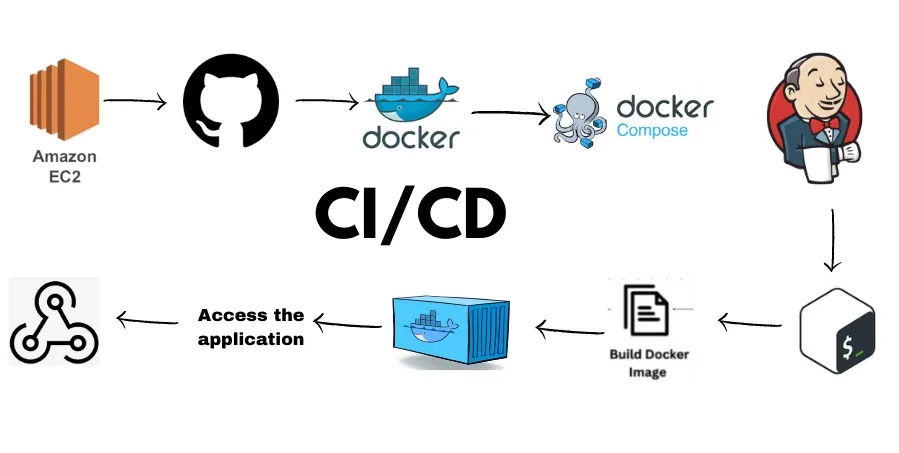 Amazon
EC2
docker
docker
Compose
CI/CD
Access the
application
Build Docker
Image
$_